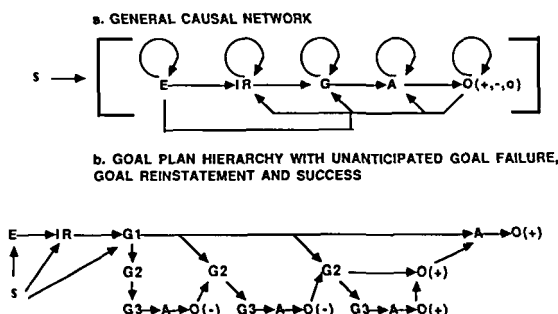 a. GENERAL CAUSAL NETWORK
S E IR G A O(+,-,o)
b. GOAL PLAN HIERARCHY WITH UNANTICIPATED GOAL FAILURE,
GOAL REINSTATEMENT AND SUCCESS
E IR G1 A O(+)
G2 G2 G2 O(+)
S
G3 A O(-) G3 A O(-) G3 A O(+)